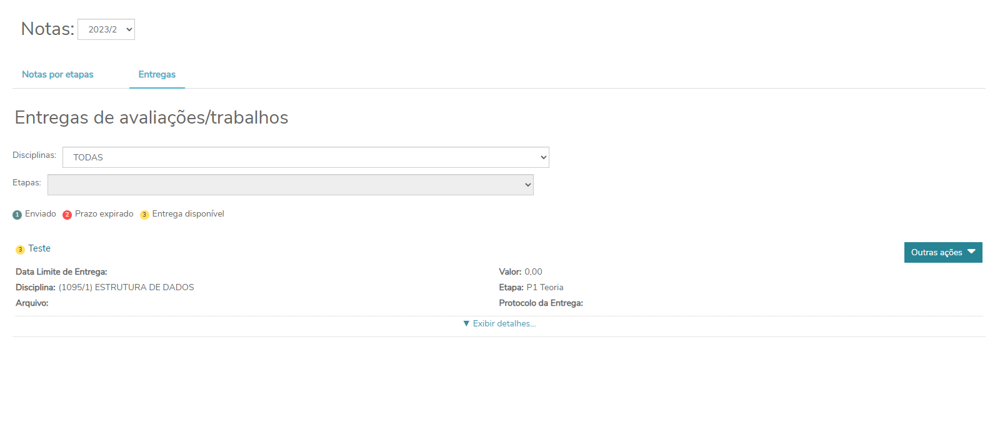 Notas: 2023/2
Notas por etapas Entregas
Entregas de avaliações/trabalhos
Disciplinas: TODAS
Etapas:
1 Enviado 2 Prazo expirado 3 Entrega disponível
3 Teste Outras ações
Data Limite de Entrega: Valor: 0,00
Disciplina: (1095/1) ESTRUTURA DE DADOS Etapa: P1 Teoria
Arquivo: Protocolo da Entrega:
▼ Exibir detalhes...